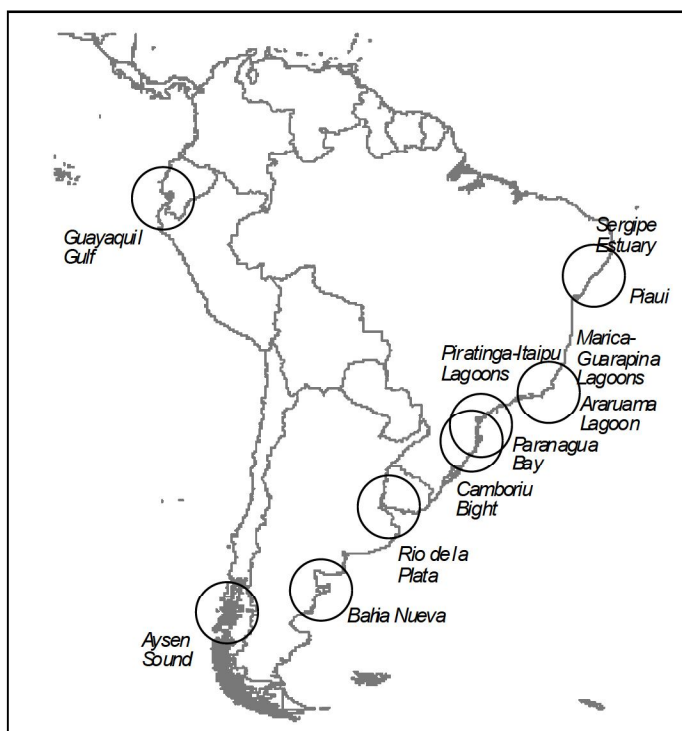 Sergipe
Estuary
Guayaquil
Gulf
Piaui
Marica-
Guarapina
Lagoons
Piratinga-Itaipu
Lagoons
Araruama
Lagoon
Paranagua
Bay
Camboriu
Bight
Rio de la
Plata
Bahia Nueva
Aysen
Sound